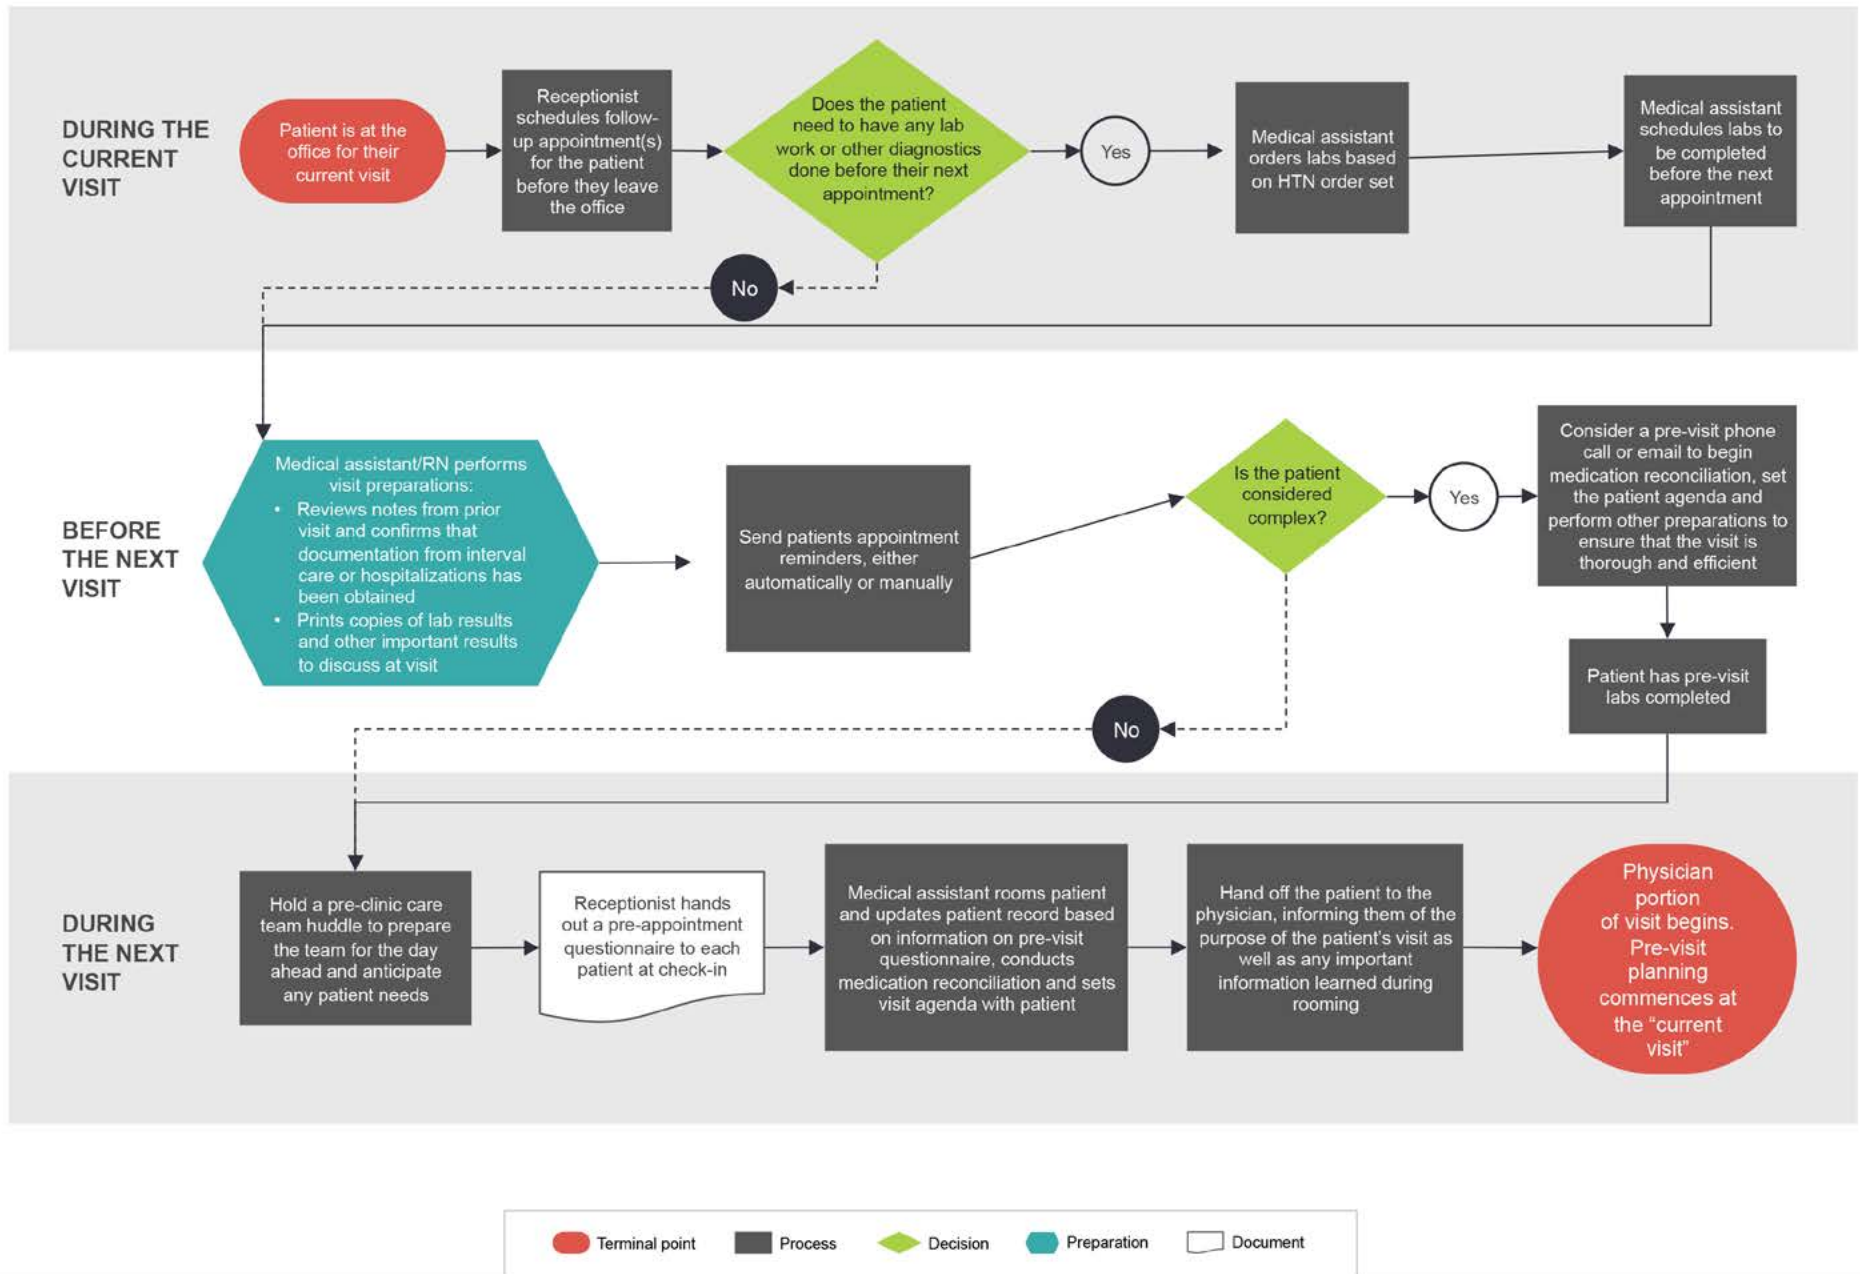 DURING THE
CURRENT
VISIT
Patient is at the
office for their
current visit
Receptionist
schedules follow-
up appointment(s)
for the patient
before they leave
the office
Does the patient
need to have any lab
work or other diagnostics
done before their next
appointment?
Yes
Medical assistant
orders labs based
on HTN order set
Medical assistant
schedules labs to
be completed
before the next
appointment
No
BEFORE
THE NEXT
VISIT
Medical assistant/RN performs
visit preparations:
• Reviews notes from prior
visit and confirms that
documentation from interval
care or hospitalizations has
been obtained
• Prints copies of lab results
and other important results
to discuss at visit
Send patients appointment
reminders, either
automatically or manually
Is the patient
considered
complex?
Yes
Consider a pre-visit phone
call or email to begin
medication reconciliation, set
the patient agenda and
perform other preparations to
ensure that the visit is
thorough and efficient
Patient has pre-visit
labs completed
No
DURING
THE NEXT
VISIT
Hold a pre-clinic care
team huddle to prepare
the team for the day
ahead and anticipate
any patient needs
Receptionist hands
out a pre-appointment
questionnaire to each
patient at check-in
Medical assistant rooms patient
and updates patient record based
on information on pre-visit
questionnaire, conducts
medication reconciliation and sets
visit agenda with patient
Hand off the patient to the
physician, informing them of the
purpose of the patient's visit as
well as any important
information learned during
rooming
Physician
portion
of visit begins.
Pre-visit
planning
commences at
the “current
visit”
Terminal point
Process
Decision
Preparation
Document